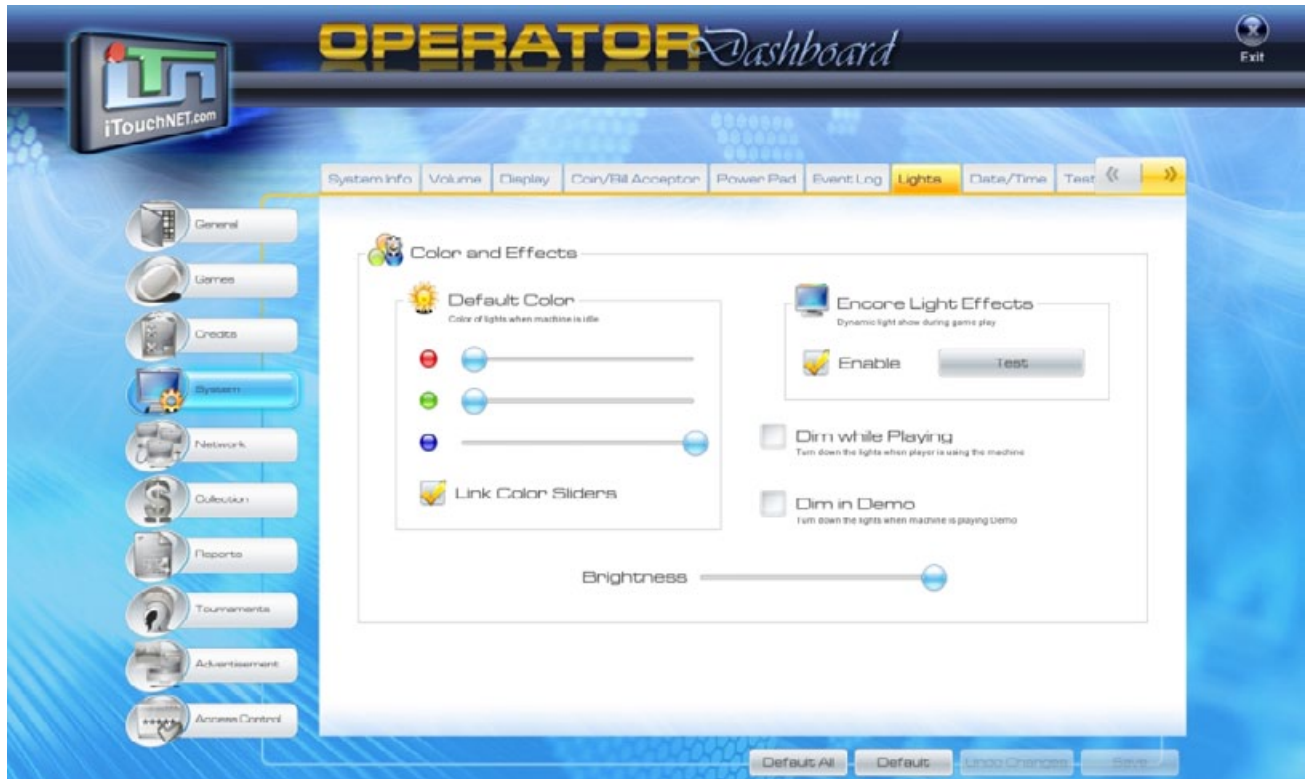 OPERATOR Dashboard
Exit
iTn
iTouchNET.com
System Info Volume Display Coin/Bill Acceptor Power Pad Event Log Lights Date/Time Test
General
Games
Credits
System
Network
Collection
Reports
Tournaments
Advertisement
Access Control
Color and Effects
Default Color
Color of lights when machine is idle
Link Color Sliders
Encore Light Effects
Dynamic light show during game play
Enable Test
Dim while Playing
Turn down the lights when player is using the machine
Dim in Demo
Turn down the lights when machine is playing Demo
Brightness
Default All Default Undo Changes Save